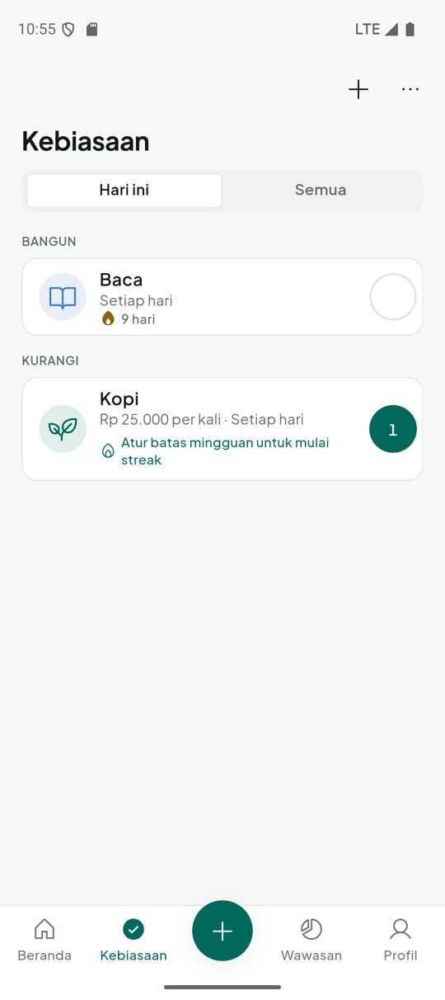 10:55
LTE
Kebiasaan
Hari ini
Semua
BANGUN
Baca
Setiap hari
9 hari
KURANGI
Kopi
Rp 25.000 per kali · Setiap hari
Atur batas mingguan untuk mulai
streak
1
Beranda
Kebiasaan
Wawasan
Profil